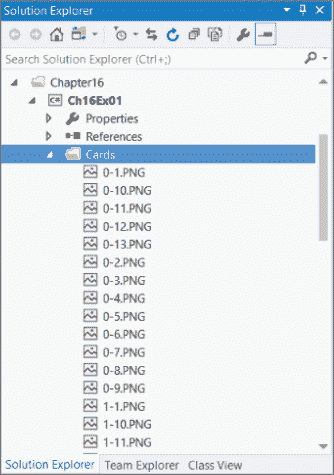 Solution Explorer
Search Solution Explorer (Ctrl+;)
Chapter16
C# Ch16Ex01
Properties
References
Cards
0-1.PNG
0-10.PNG
0-11.PNG
0-12.PNG
0-13.PNG
0-2.PNG
0-3.PNG
0-4.PNG
0-5.PNG
0-6.PNG
0-7.PNG
0-8.PNG
0-9.PNG
1-1.PNG
1-10.PNG
1-11.PNG
Solution Explorer Team Explorer Class View